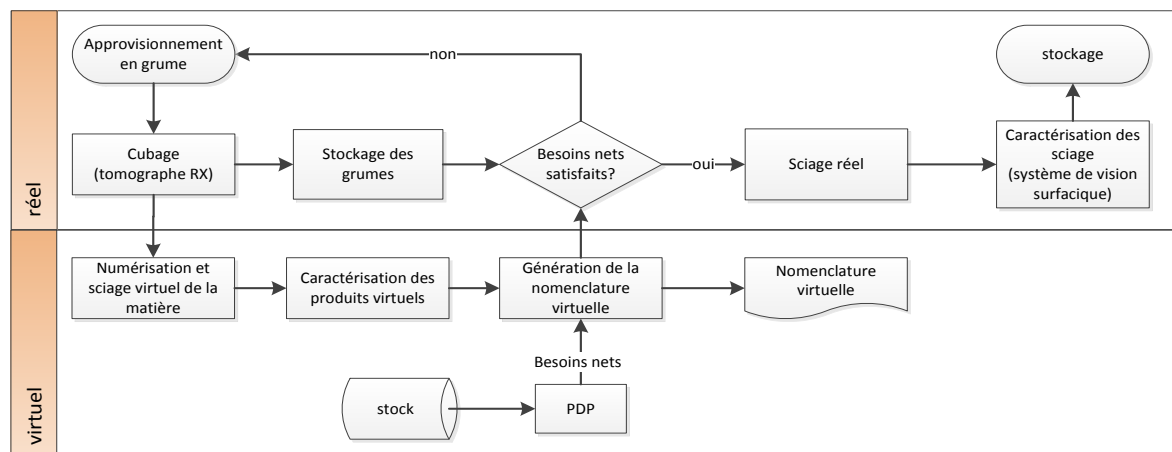 réel
Approvisionnement
en grume
non
stockage
Cubage
(tomographe RX)
Stockage des
grumes
Besoins nets
satisfaits?
oui
Sciage réel
Caractérisation des
sciage
(système de vision
surfacique)
virtuel
Numérisation et
sciage virtuel de la
matière
Caractérisation des
produits virtuels
Génération de la
nomenclature
virtuelle
Nomenclature
virtuelle
Besoins nets
stock
PDP